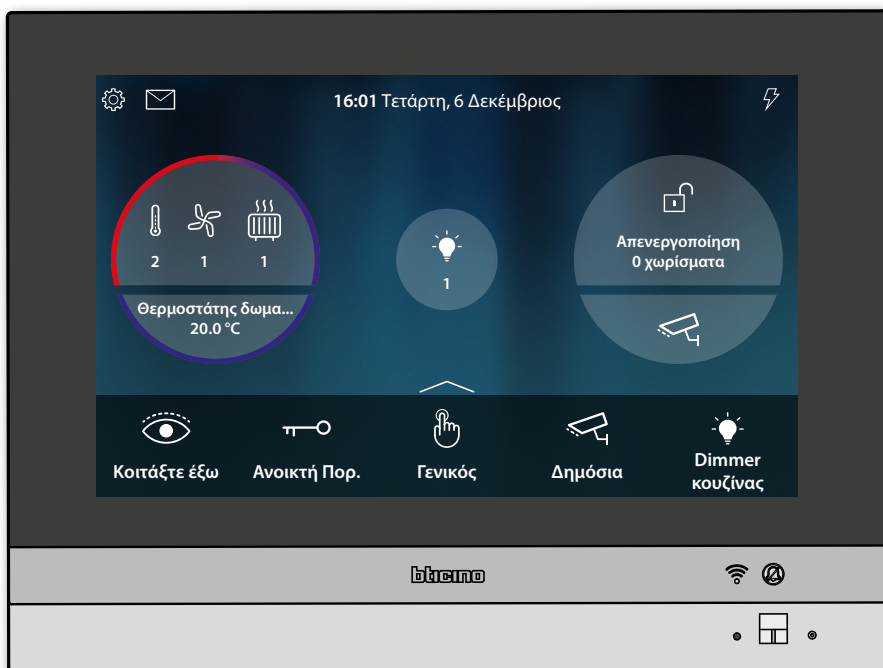 16:01 Τετάρτη, 6 Δεκέμβριος
2 1 1
Θερμοστάτης δωμα...
20.0 °C
1
Απενεργοποίηση
0 χωρίσματα
Κοιτάξτε έξω
Ανοικτή Πορ.
Γενικός
Δημόσια
Dimmer
κουζίνας
bticino